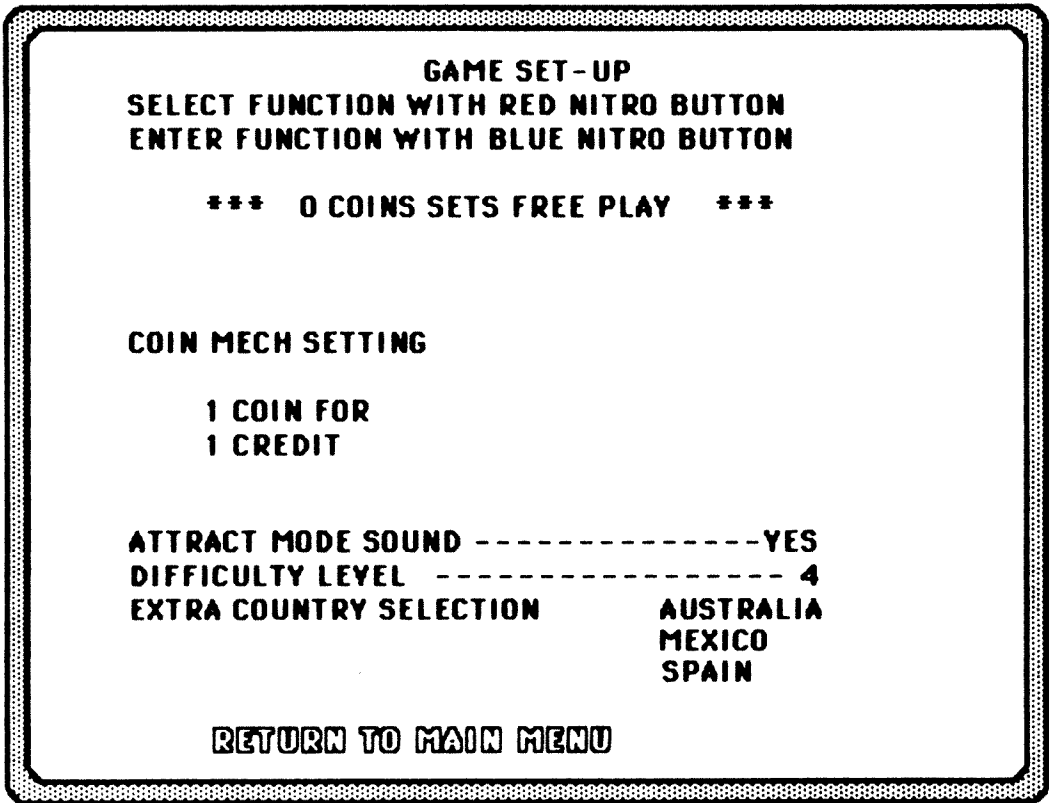 GAME SET-UP
SELECT FUNCTION WITH RED NITRO BUTTON
ENTER FUNCTION WITH BLUE NITRO BUTTON
*** 0 COINS SETS FREE PLAY ***
COIN MECH SETTING
1 COIN FOR
1 CREDIT
ATTRACT MODE SOUND --------------YES
DIFFICULTY LEVEL ----------------- 4
EXTRA COUNTRY SELECTION AUSTRALIA
MEXICO
SPAIN
RETURN TO MAIN MENU